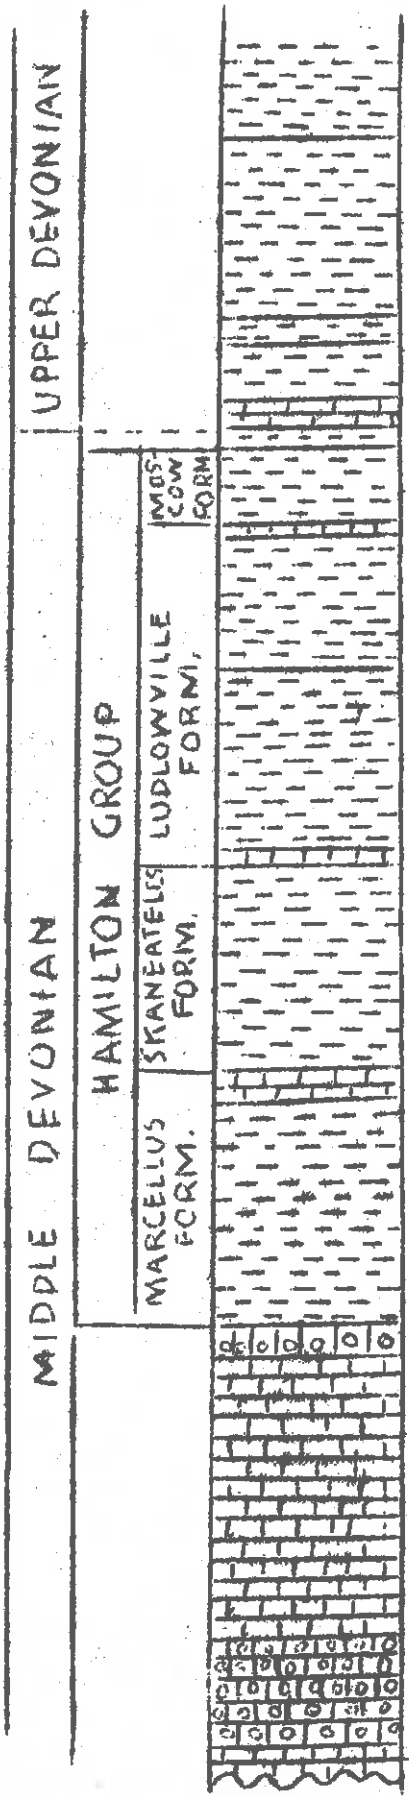 UPPER DEVONIAN
MIDDLE DEVONIAN
HAMILTON GROUP
MOS-
COW
FORM
LUDLOWVILLE
FORM.
SKANEATELES
FORM.
MARCELLUS
FORM.